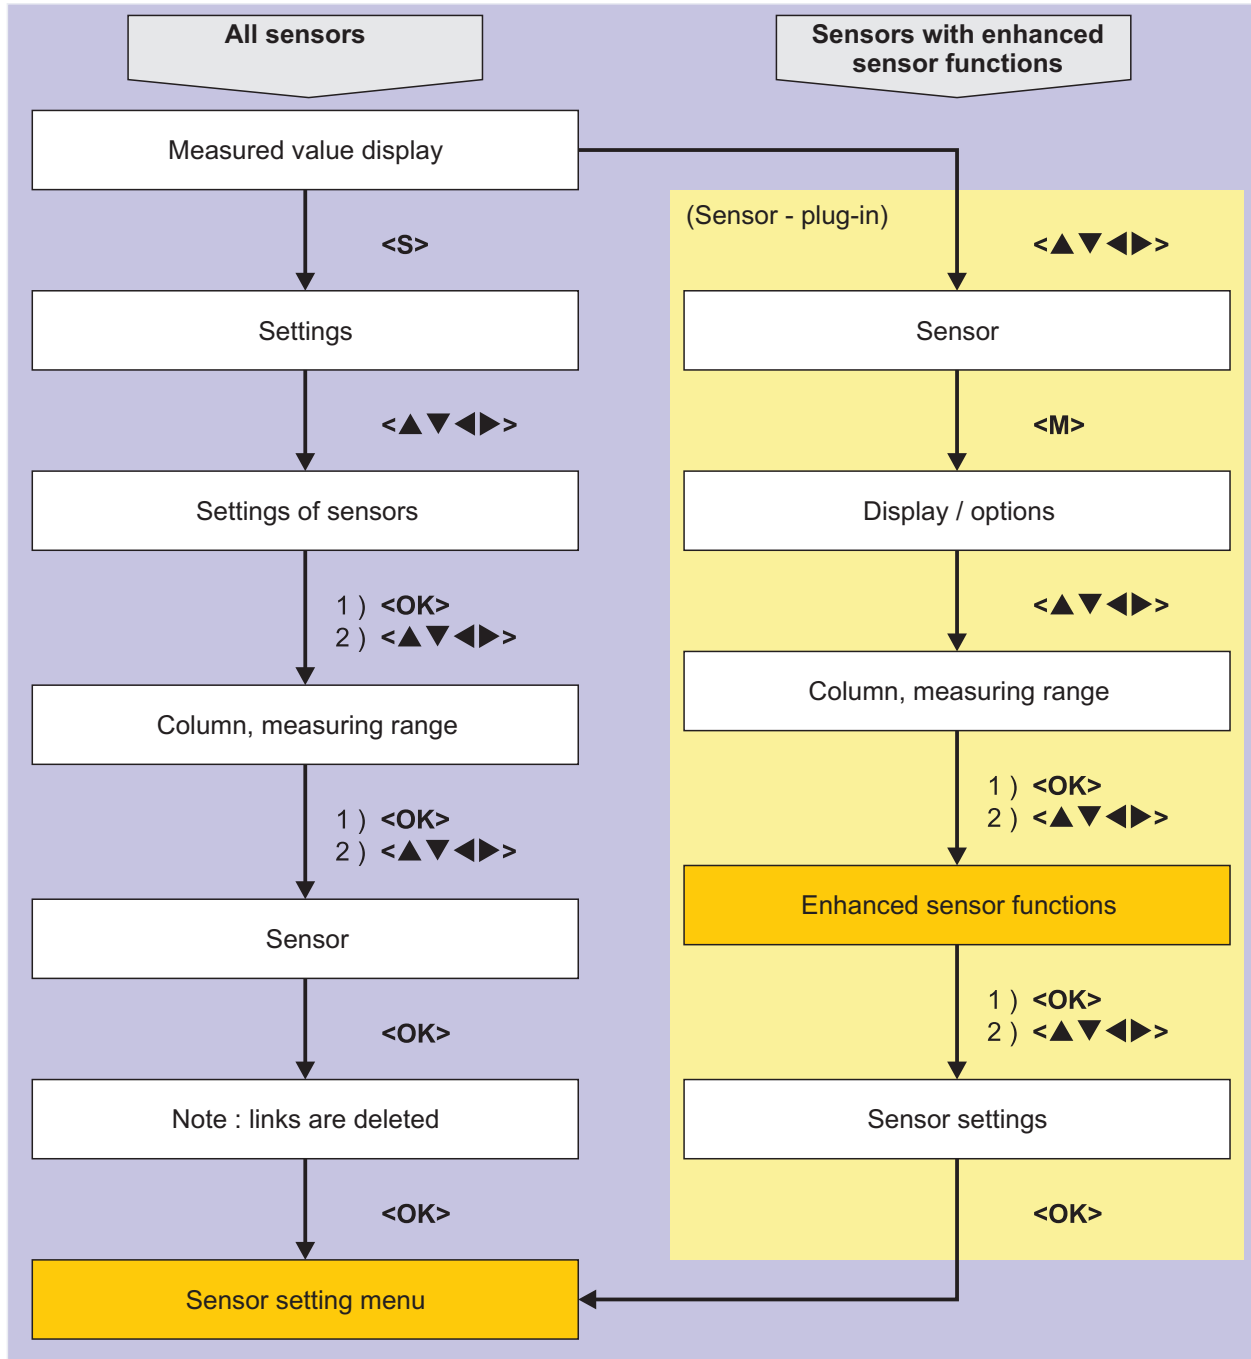 All sensors
Measured value display
<S>
Settings
<▲▼◀▶>
Settings of sensors
1 ) <OK>
2 ) <▲▼◀▶>
Column, measuring range
1 ) <OK>
2 ) <▲▼◀▶>
Sensor
<OK>
Note : links are deleted
<OK>
Sensor setting menu
Sensors with enhanced
sensor functions
(Sensor - plug-in)
<▲▼◀▶>
Sensor
<M>
Display / options
<▲▼◀▶>
Column, measuring range
1 ) <OK>
2 ) <▲▼◀▶>
Enhanced sensor functions
1 ) <OK>
2 ) <▲▼◀▶>
Sensor settings
<OK>